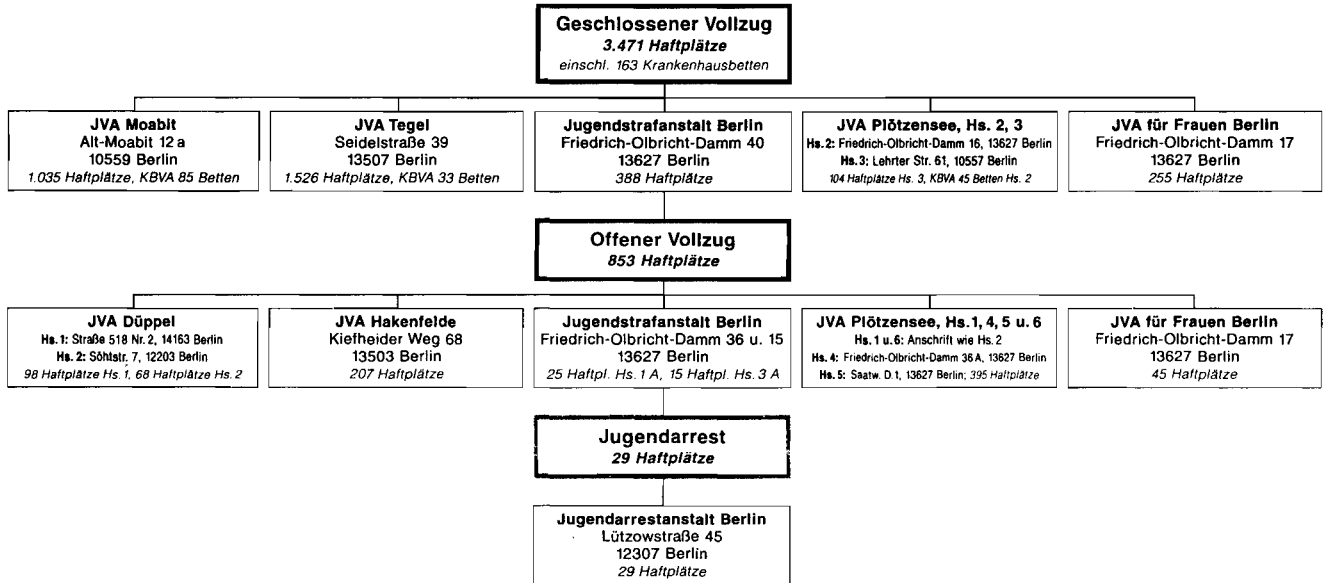 Geschlossener Vollzug
3.471 Haftplätze
einschl. 163 Krankenhausbetten
JVA Moabit
Alt-Moabit 12 a
10559 Berlin
1.035 Haftplätze, KBVA 85 Betten
JVA Tegel
Seidelstraße 39
13507 Berlin
1.526 Haftplätze, KBVA 33 Betten
Jugendstrafanstalt Berlin
Friedrich-Olbricht-Damm 40
13627 Berlin
388 Haftplätze
JVA Plötzensee, Hs. 2, 3
Hs. 2: Friedrich-Olbricht-Damm 16, 13627 Berlin
Hs. 3: Lehrter Str. 61, 10557 Berlin
104 Haftplätze Hs. 3, KBVA 45 Betten Hs. 2
JVA für Frauen Berlin
Friedrich-Olbricht-Damm 17
13627 Berlin
255 Haftplätze
Offener Vollzug
853 Haftplätze
JVA Düppel
Hs. 1: Straße 518 Nr. 2, 14163 Berlin
Hs. 2: Söhtstr. 7, 12203 Berlin
98 Haftplätze Hs. 1, 68 Haftplätze Hs. 2
JVA Hakenfelde
Kiefheider Weg 68
13503 Berlin
207 Haftplätze
Jugendstrafanstalt Berlin
Friedrich-Olbricht-Damm 36 u. 15
13627 Berlin
25 Haftpl. Hs. 1 A, 15 Haftpl. Hs. 3 A
JVA Plötzensee, Hs. 1, 4, 5 u. 6
Hs. 1 u. 6: Anschrift wie Hs. 2
Hs. 4: Friedrich-Olbricht-Damm 36 A, 13627 Berlin
Hs. 5: Saatw. D. 1, 13627 Berlin; 395 Haftplätze
JVA für Frauen Berlin
Friedrich-Olbricht-Damm 17
13627 Berlin
45 Haftplätze
Jugendarrest
29 Haftplätze
Jugendarrestanstalt Berlin
Lützowstraße 45
12307 Berlin
29 Haftplätze